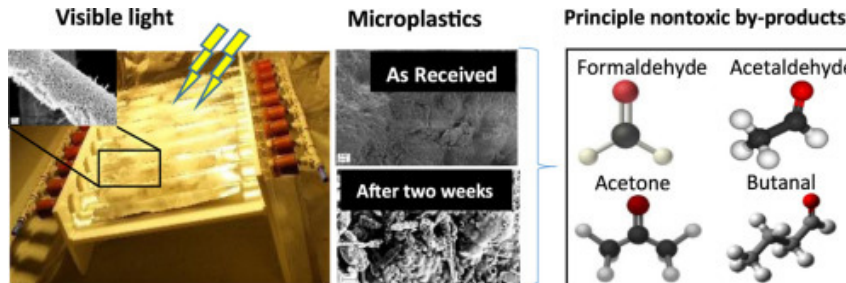 Visible light
Microplastics
Principle nontoxic by-products
As Received
After two weeks
Formaldehyde
Acetaldehyde
Acetone
Butanal